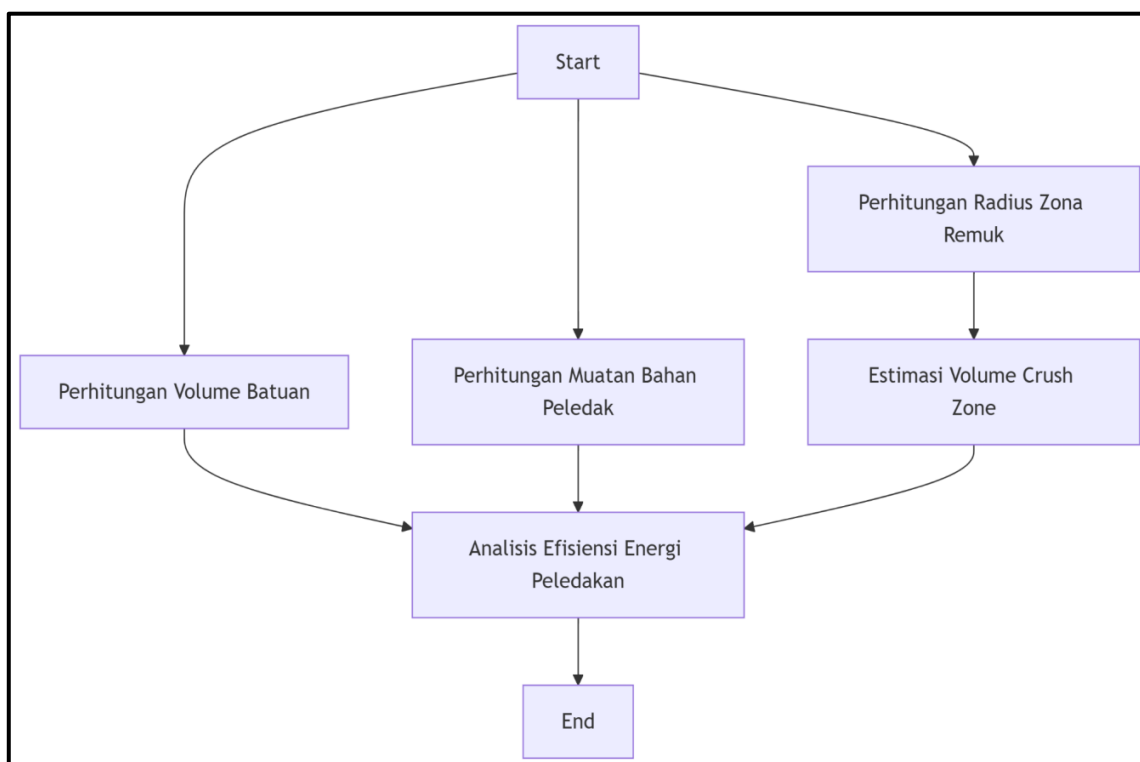 Start
Perhitungan Radius Zona
Remuk
Perhitungan Volume Batuan
Perhitungan Muatan Bahan
Peledak
Estimasi Volume Crush
Zone
Analisis Efisiensi Energi
Peledakan
End